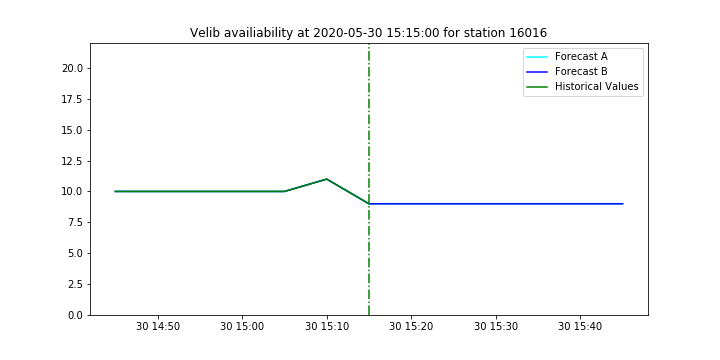 Velib availiability at 2020-05-30 15:15:00 for station 16016
Forecast A
Forecast B
Historical Values
20.0
17.5
15.0
12.5
10.0
7.5
5.0
2.5
0.0
30 14:50 30 15:00 30 15:10 30 15:20 30 15:30 30 15:40